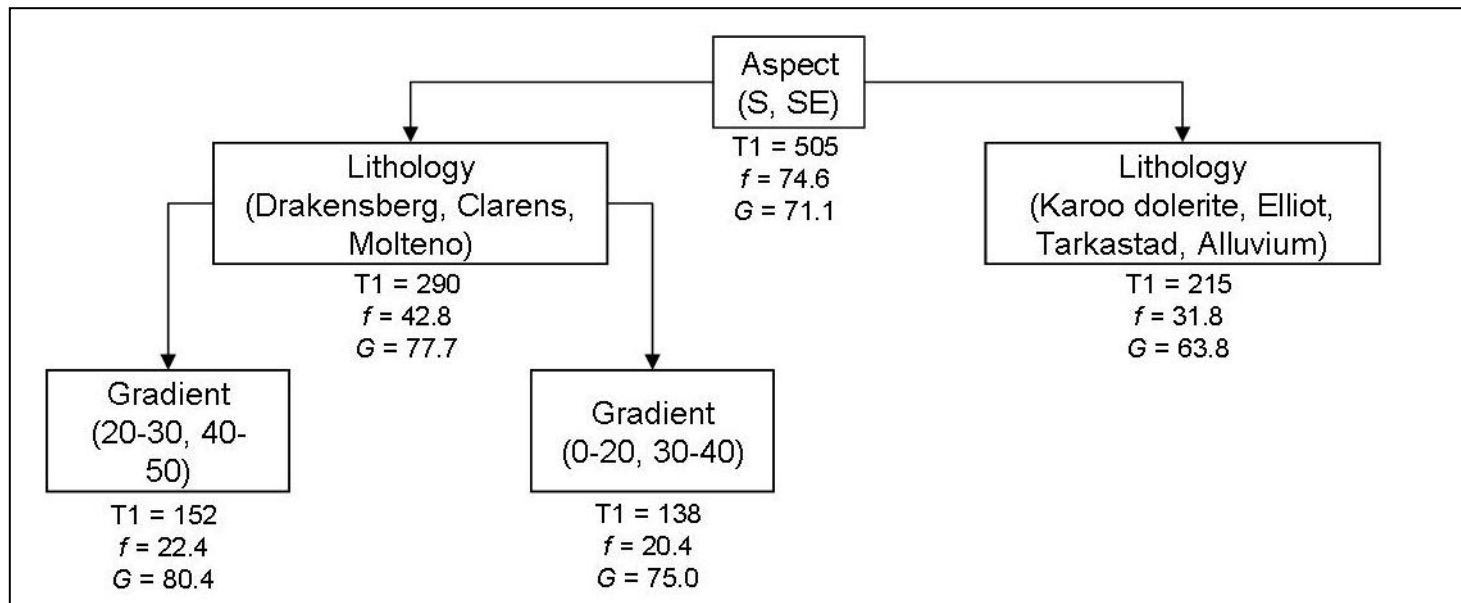 Aspect
(S, SE)
T1 = 505
f = 74.6
G = 71.1
Lithology
(Drakensberg, Clarens,
Molteno)
T1 = 290
f = 42.8
G = 77.7
Lithology
(Karoo dolerite, Elliot,
Tarkastad, Alluvium)
T1 = 215
f = 31.8
G = 63.8
Gradient
(20-30, 40-
50)
T1 = 152
f = 22.4
G = 80.4
Gradient
(0-20, 30-40)
T1 = 138
f = 20.4
G = 75.0